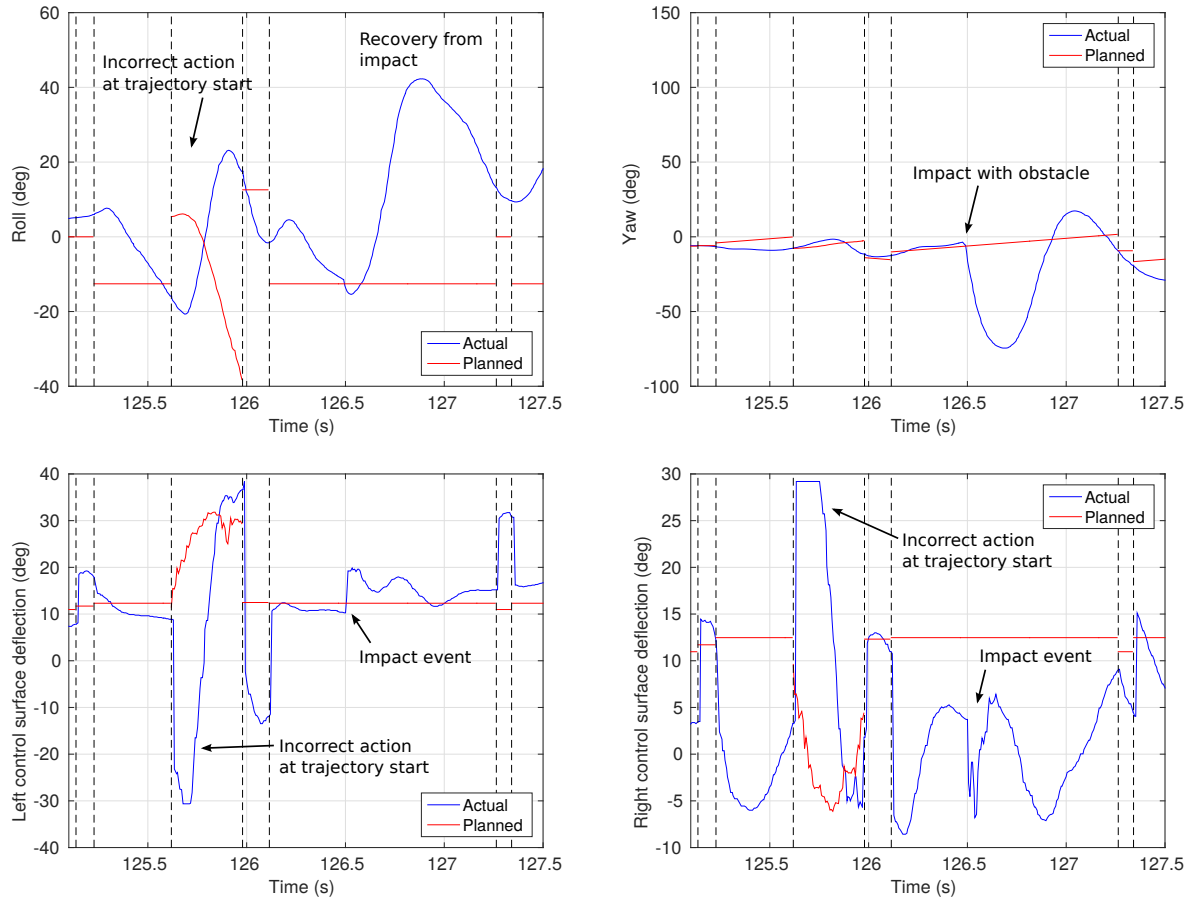 60
40
20
0
-20
-40
Roll (deg)
Incorrect action
at trajectory start
Recovery from
impact
Actual
Planned
125.5
126
126.5
127
127.5
Time (s)
150
100
50
0
-50
-100
Yaw (deg)
Actual
Planned
Impact with obstacle
125.5
126
126.5
127
127.5
Time (s)
40
30
20
10
0
-10
-20
-30
-40
Left control surface deflection (deg)
Impact event
Incorrect action
at trajectory start
Actual
Planned
125.5
126
126.5
127
127.5
Time (s)
30
25
20
15
10
5
0
-5
-10
Right control surface deflection (deg)
Actual
Planned
Incorrect action
at trajectory start
Impact event
125.5
126
126.5
127
127.5
Time (s)